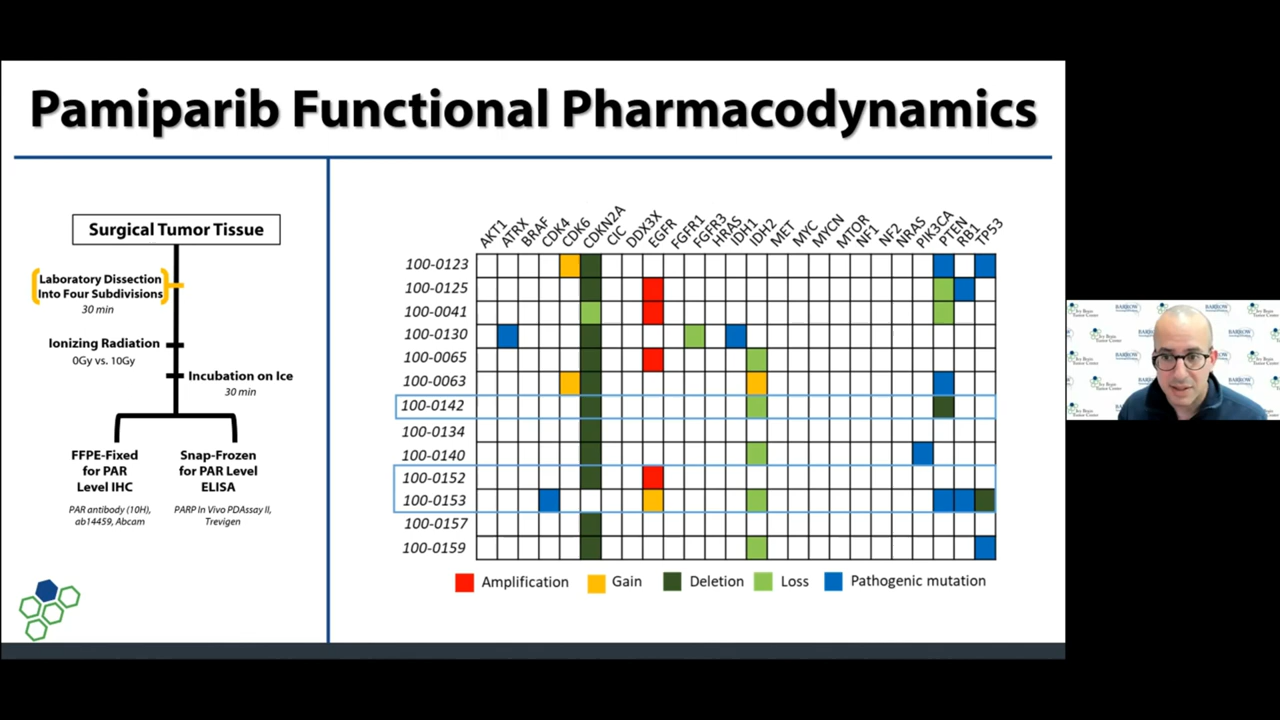 Pamiparib Functional Pharmacodynamics
Surgical Tumor Tissue
Laboratory Dissection
Into Four Subdivisions
30 min
Ionizing Radiation
0Gy vs. 10Gy
Incubation on Ice
30 min
FFPE-Fixed
for PAR
Level IHC
PAR antibody (10H),
ab14459, Abcam
Snap-Frozen
for PAR Level
ELISA
PARP In Vivo PDAssay II,
Trevigen
AKT1
ATRX
BRAF
CDK4
CDK6
CDKN2A
CIC
DDX3X
EGFR
FGFR1
FGFR3
HRAS
IDH1
IDH2
MET
MYC
MYCN
MTOR
NF1
NF2
NRAS
PIK3CA
PTEN
RB1
TP53
100-0123
100-0125
100-0041
100-0130
100-0065
100-0063
100-0142
100-0134
100-0140
100-0152
100-0153
100-0157
100-0159
Amplification
Gain
Deletion
Loss
Pathogenic mutation
Ivy Brain
Tumor Center
BARROW